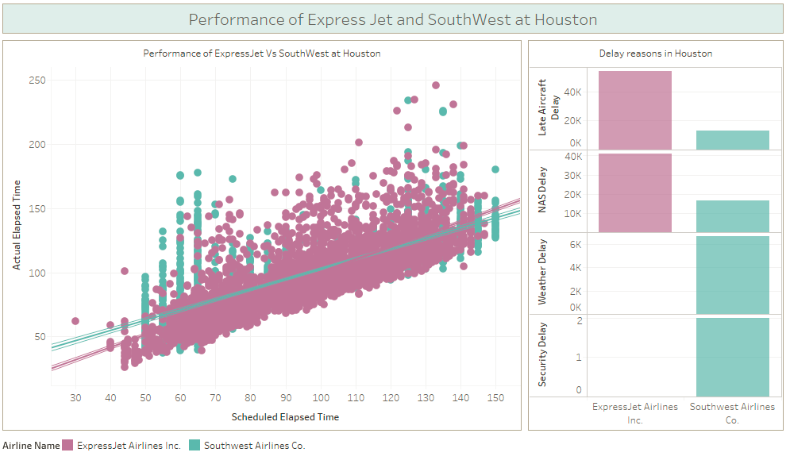 Performance of Express Jet and SouthWest at Houston
Performance of ExpressJet Vs SouthWest at Houston
250
200
150
100
50
Actual Elapsed Time
30 40 50 60 70 80 90 100 110 120 130 140 150
Scheduled Elapsed Time
Delay reasons in Houston
Late Aircraft
Delay
40K
20K
0K
NAS Delay
40K
30K
20K
10K
Weather Delay
6K
4K
2K
0K
Security Delay
2
1
0
ExpressJet Airlines
Inc.
Southwest Airlines
Co.
Airline Name ExpressJet Airlines Inc. Southwest Airlines Co.